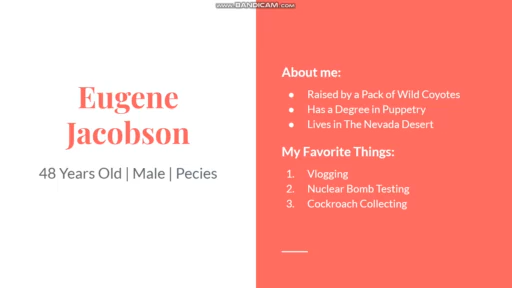 www.BANDICAM.com
Eugene
Jacobson
48 Years Old | Male | Pecies
About me:
● Raised by a Pack of Wild Coyotes
● Has a Degree in Puppetry
● Lives in The Nevada Desert
My Favorite Things:
1. Vlogging
2. Nuclear Bomb Testing
3. Cockroach Collecting